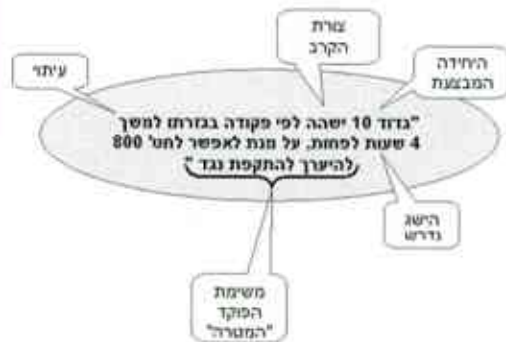 צורת
הקרב
היחידה
המבצעת
עיתוי
"גדוד 10 ישהה לפי פקודה בגזרתו למשך
4 שעות לפחות, על מנת לאפשר לחט' 800
להיערך להתקפת נגד"
הישג
נדרש
משימת
הפוקד
"המטרה"